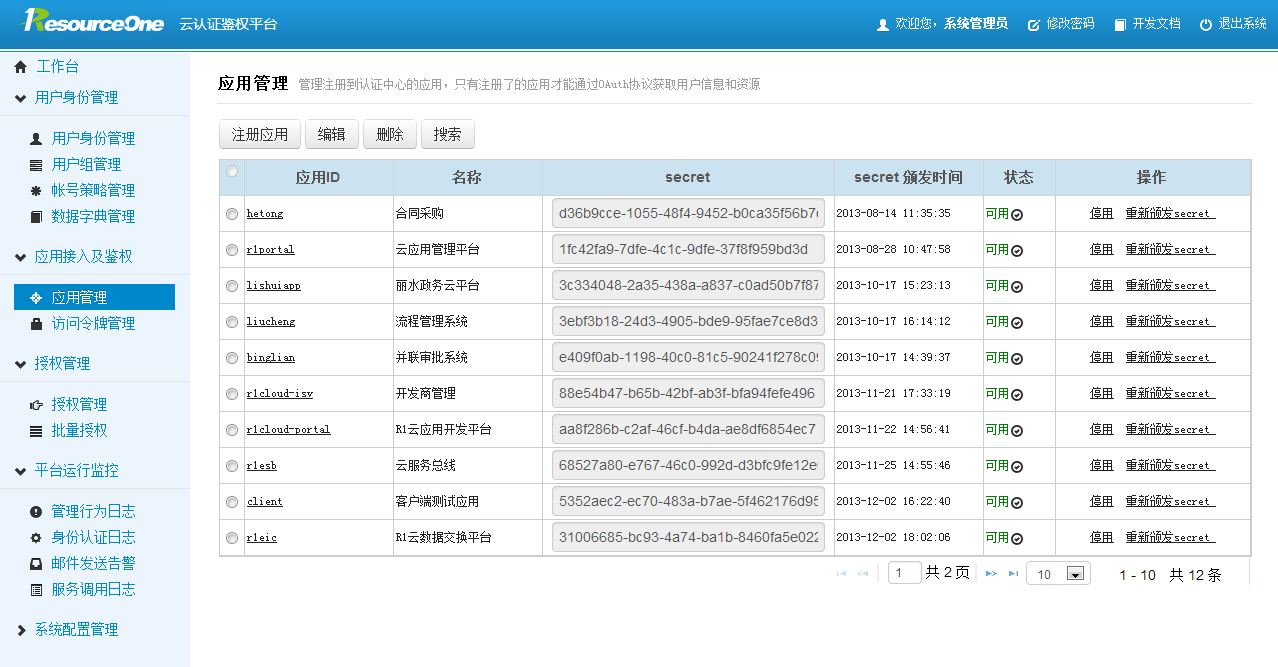 1ResourceOne 云认证鉴权平台 欢迎您，系统管理员 修改密码 开发文档 退出系统
工作台
用户身份管理
用户身份管理
用户组管理
帐号策略管理
数据字典管理
应用接入及鉴权
应用管理
访问令牌管理
授权管理
授权管理
批量授权
平台运行监控
管理行为日志
身份认证日志
邮件发送告警
服务调用日志
系统配置管理
应用管理 管理注册到认证中心的应用，只有注册了的应用才能通过OAuth协议获取用户信息和资源
注册应用 编辑 删除 搜索
应用ID 名称 secret secret 颁发时间 状态 操作
hetong 合同采购 d36b9cce-1055-48f4-9452-b0ca35f56b7 2013-08-14 11:35:35 可用 停用 重新颁发secret
r1portal 云应用管理平台 1fc42fa9-7dfe-4c1c-9dfe-37f8f959bd3d 2013-08-28 10:47:58 可用 停用 重新颁发secret
lishuiapp 丽水政务云平台 3c334048-2a35-438a-a837-c0ad50b7f87 2013-10-17 15:23:13 可用 停用 重新颁发secret
liucheng 流程管理系统 3ebf3b18-24d3-4905-bde9-95fae7ce8d3 2013-10-17 16:14:12 可用 停用 重新颁发secret
binglian 并联审批系统 e409f0ab-1198-40c0-81c5-90241f278c0 2013-10-17 14:39:37 可用 停用 重新颁发secret
r1cloud-isv 开发商管理 88e54b47-b65b-42bf-ab3f-bfa94fefe496 2013-11-21 17:33:19 可用 停用 重新颁发secret
r1cloud-portal R1云应用开发平台 aa8f286b-c2af-46cf-b4da-ae8df6854ec7 2013-11-22 14:56:41 可用 停用 重新颁发secret
r1esb 云服务总线 68527a80-e767-46c0-992d-d3bfc9fe12e 2013-11-25 14:55:46 可用 停用 重新颁发secret
client 客户端测试应用 5352aec2-ec70-483a-b7ae-5f462176d95 2013-12-02 16:22:40 可用 停用 重新颁发secret
r1eic R1云数据交换平台 31006685-bc93-4a74-ba1b-8460fa5e022 2013-12-02 18:02:06 可用 停用 重新颁发secret
1 共 2 页 10 1 - 10 共 12 条